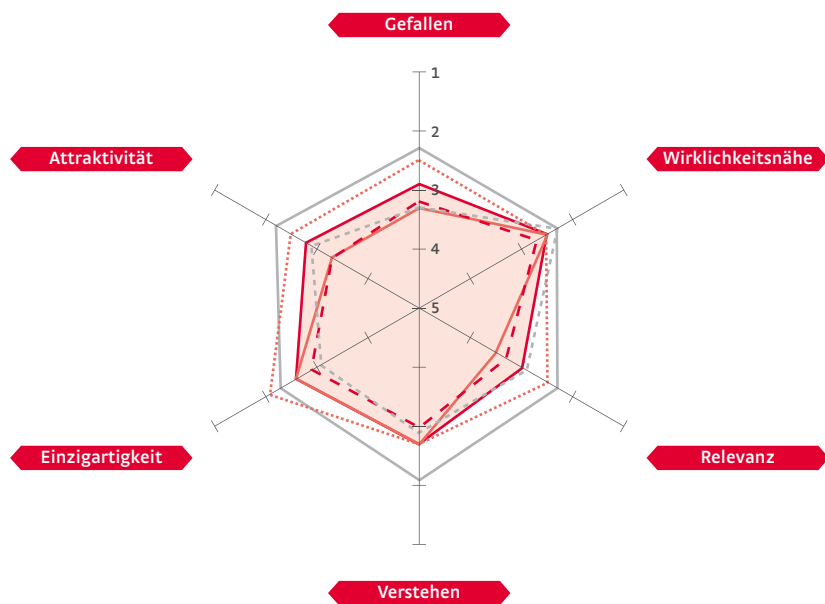 Gefallen
1
2
Attraktivität
Wirklichkeitsnähe
3
4
5
Einzigartigkeit
Relevanz
Verstehen